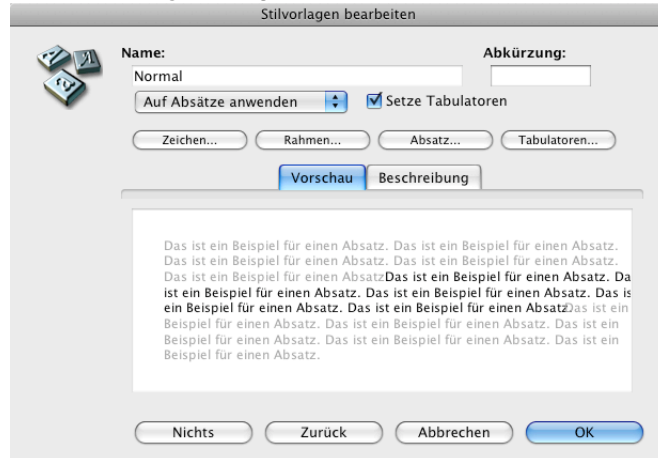 Stilvorlagen bearbeiten
Name: Abkürzung:
Normal
Auf Absätze anwenden Setze Tabulatoren
Zeichen... Rahmen... Absatz... Tabulatoren...
Vorschau Beschreibung
Das ist ein Beispiel für einen Absatz. Das ist ein Beispiel für einen Absatz.
Das ist ein Beispiel für einen Absatz. Das ist ein Beispiel für einen Absatz.
Das ist ein Beispiel für einen Absatz Das ist ein Beispiel für einen Absatz. Da
ist ein Beispiel für einen Absatz. Das ist ein Beispiel für einen Absatz. Das is
ein Beispiel für einen Absatz. Das ist ein Beispiel für einen Absatz. Das ist ein
Beispiel für einen Absatz. Das ist ein Beispiel für einen Absatz. Das ist ein
Beispiel für einen Absatz. Das ist ein Beispiel für einen Absatz. Das ist ein
Beispiel für einen Absatz.
Nichts Zurück Abbrechen OK